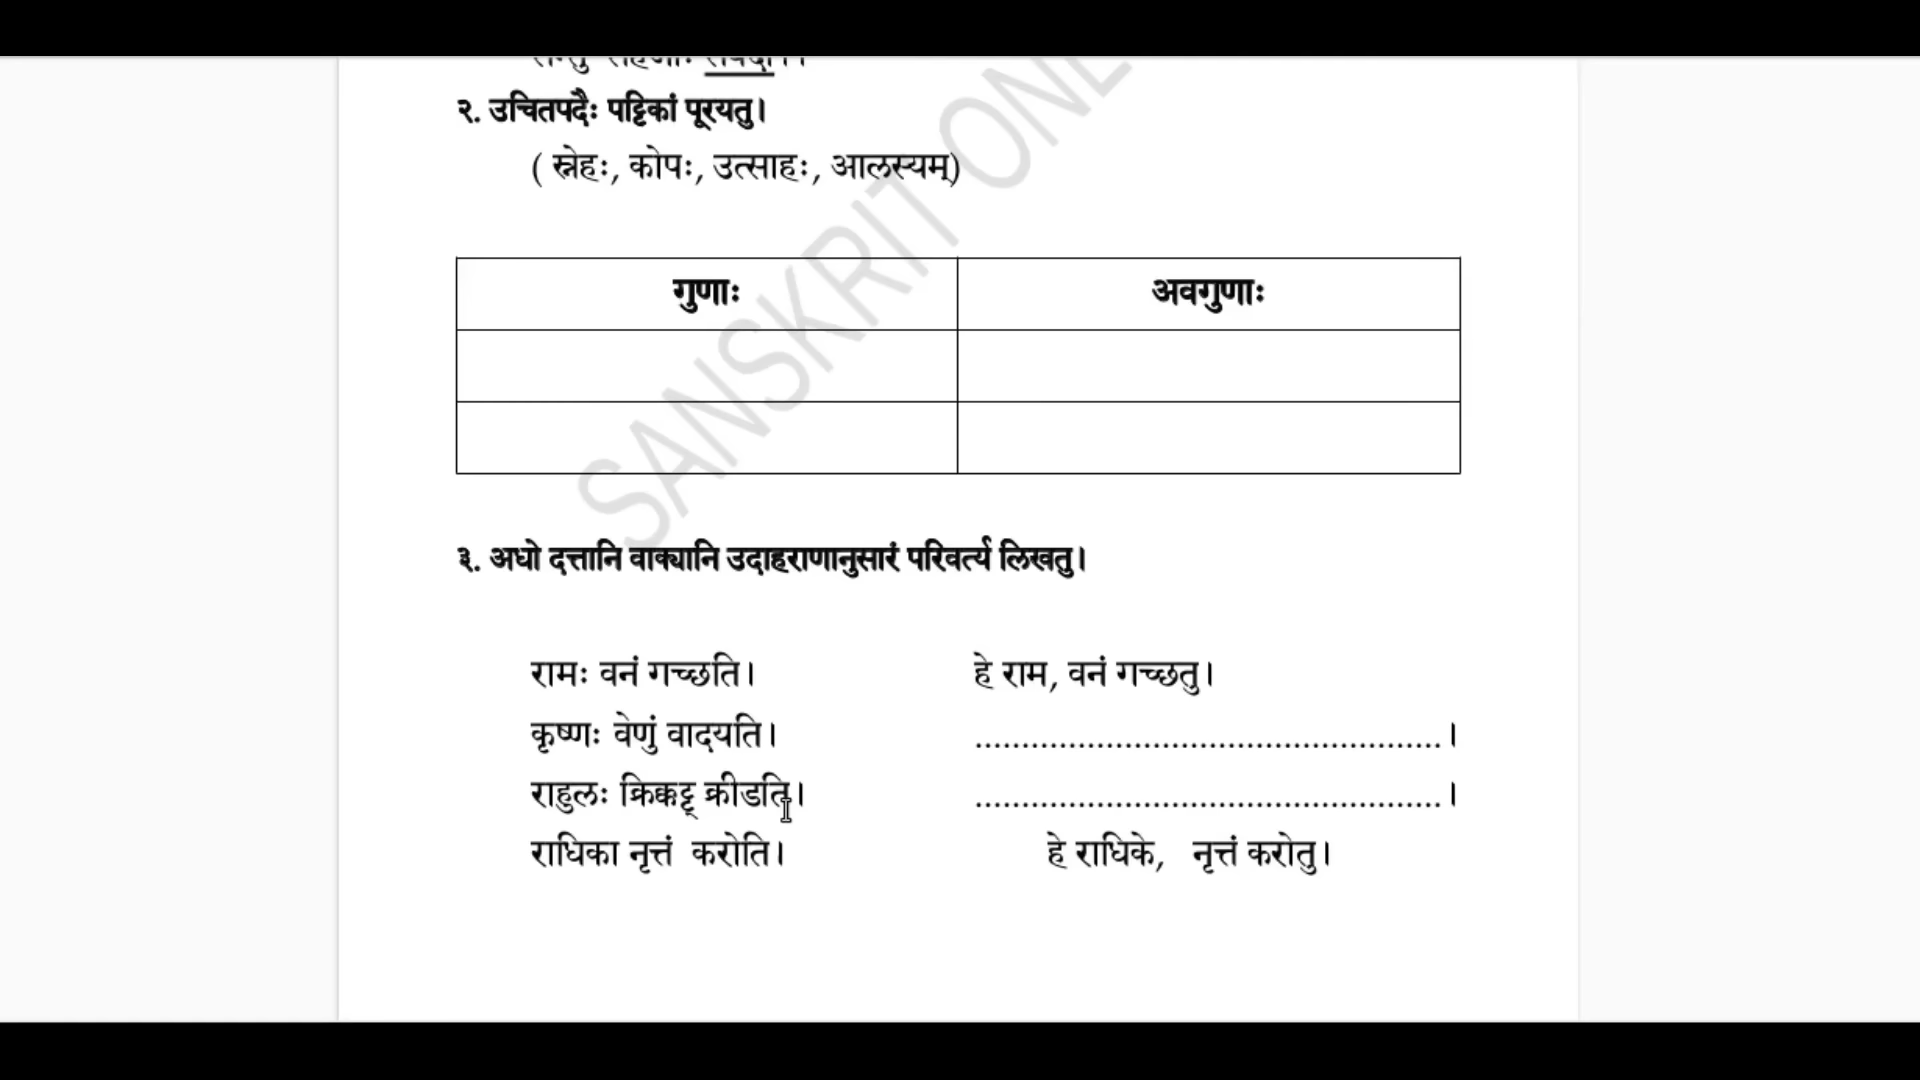 २. उचितपदैः पट्टिकां पूरयतु।
( स्नेहः, कोपः, उत्साहः, आलस्यम्)
गुणाः अवगुणाः
३. अधो दत्तानि वाक्यानि उदाहराणानुसारं परिवर्त्य लिखतु।
रामः वनं गच्छति। हे राम, वनं गच्छतु।
कृष्णः वेणुं वादयति। ..................................................।
राहुलः क्रिक्कट्ट् क्रीडति। ..................................................।
राधिका नृत्तं करोति। हे राधिके, नृत्तं करोतु।
SANSKRIT ONE